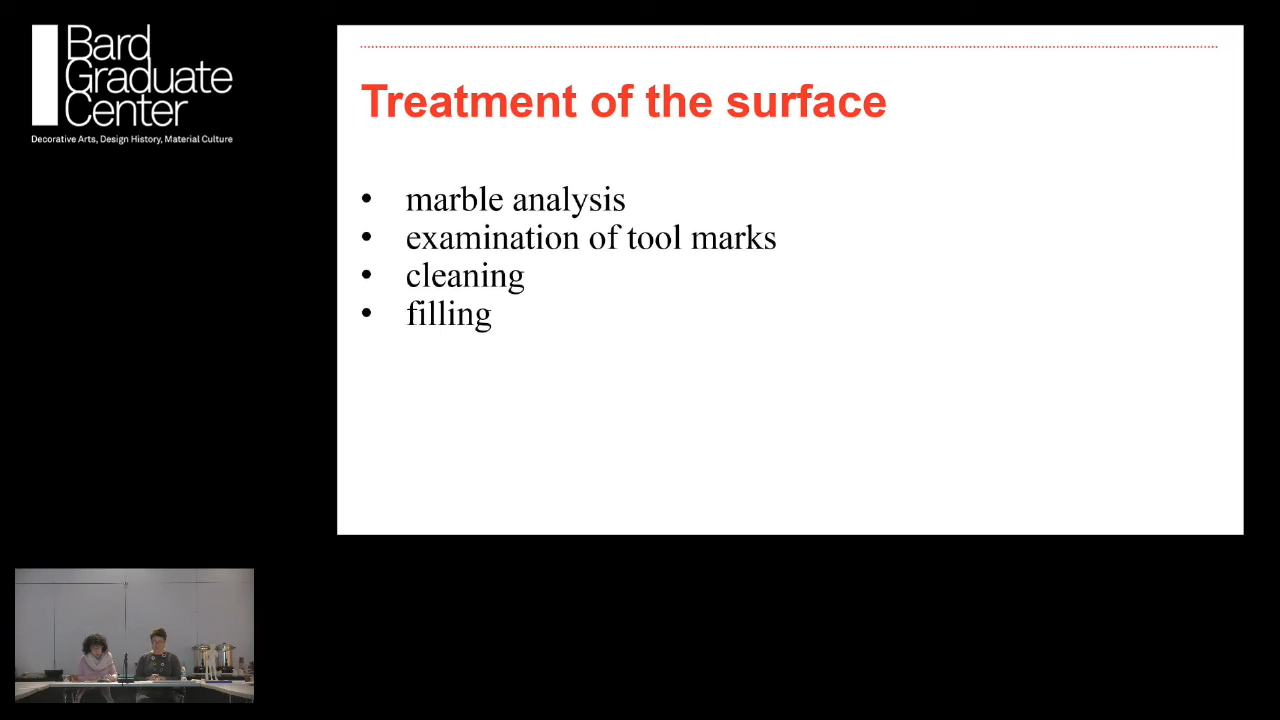 Bard
Graduate
Center
Decorative Arts, Design History, Material Culture
Treatment of the surface
• marble analysis
• examination of tool marks
• cleaning
• filling